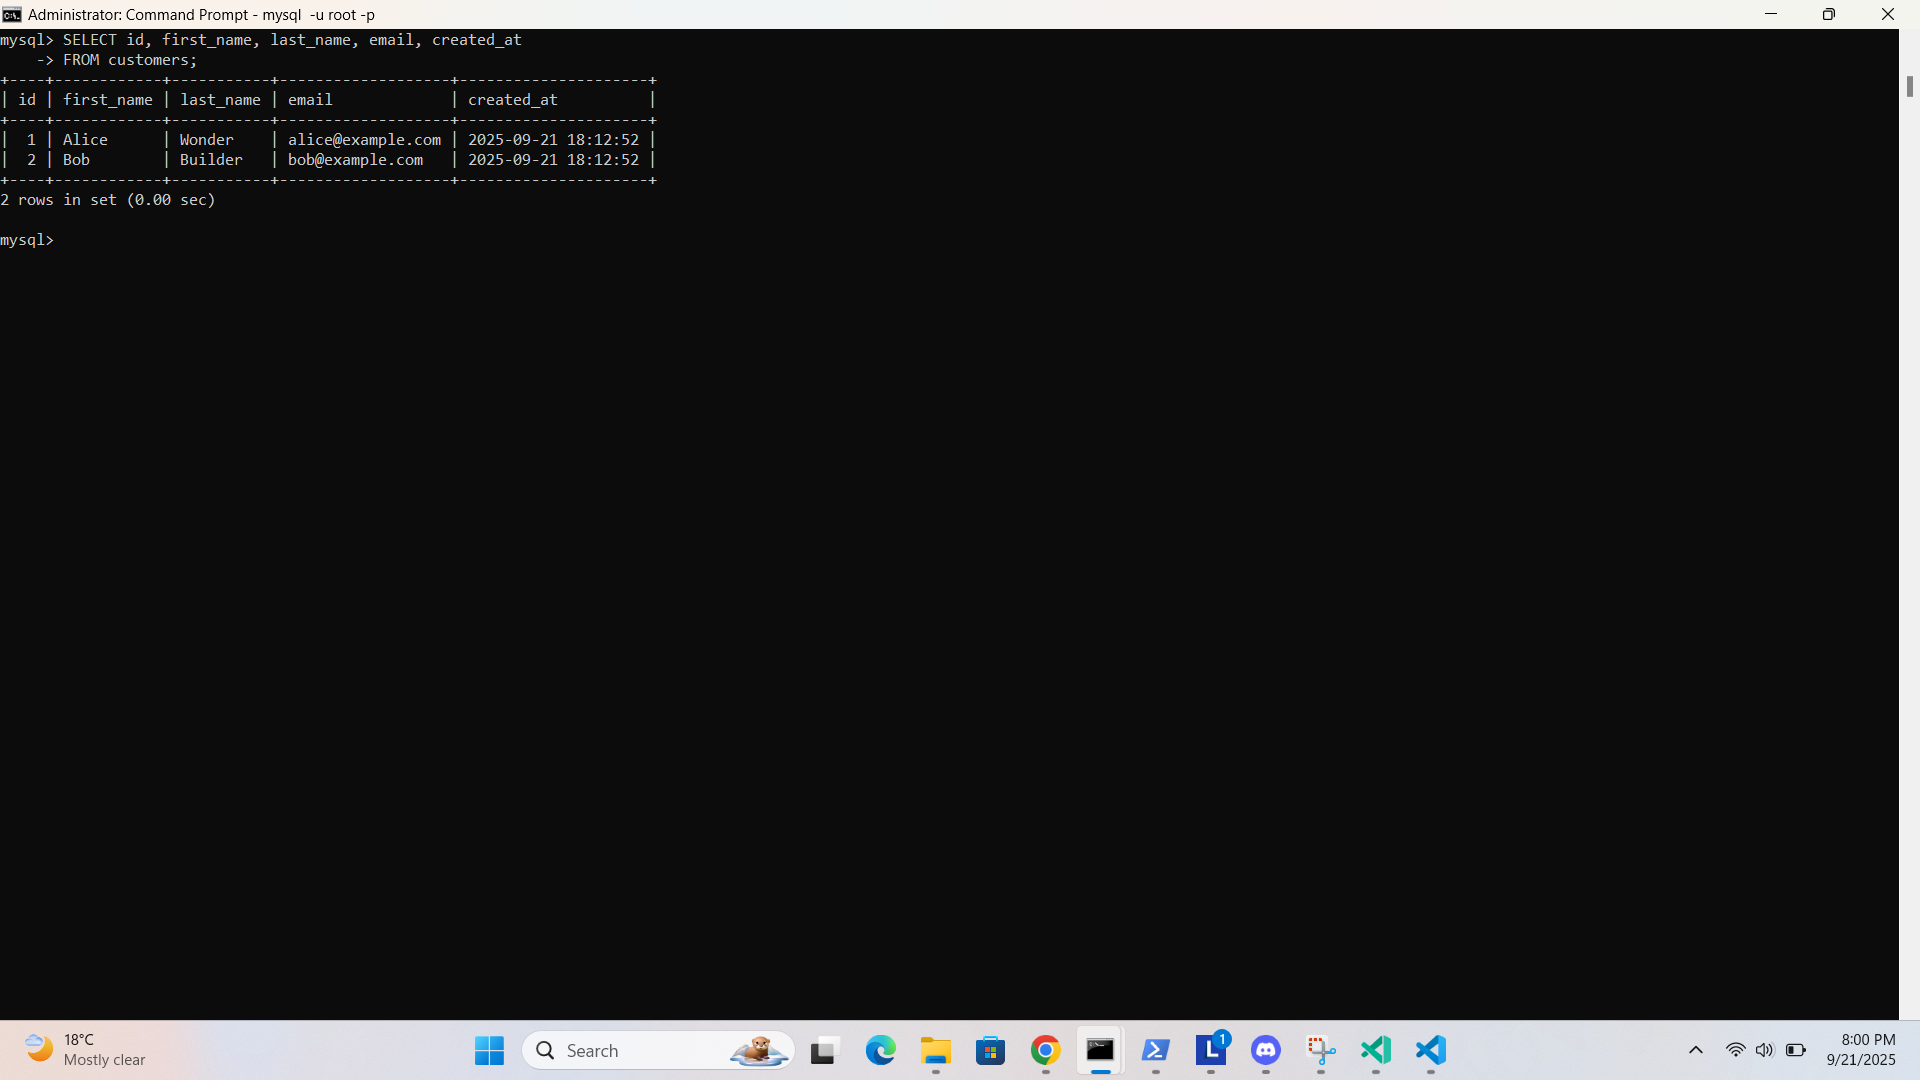 Administrator: Command Prompt - mysql  -u root -p
mysql> SELECT id, first_name, last_name, email, created_at
    -> FROM customers;
+----+------------+-----------+-------------------+---------------------+
| id | first_name | last_name | email             | created_at          |
+----+------------+-----------+-------------------+---------------------+
|  1 | Alice      | Wonder    | alice@example.com | 2025-09-21 18:12:52 |
|  2 | Bob        | Builder   | bob@example.com   | 2025-09-21 18:12:52 |
+----+------------+-----------+-------------------+---------------------+
2 rows in set (0.00 sec)
mysql>
18°C
Mostly clear
Search
1
8:00 PM
9/21/2025